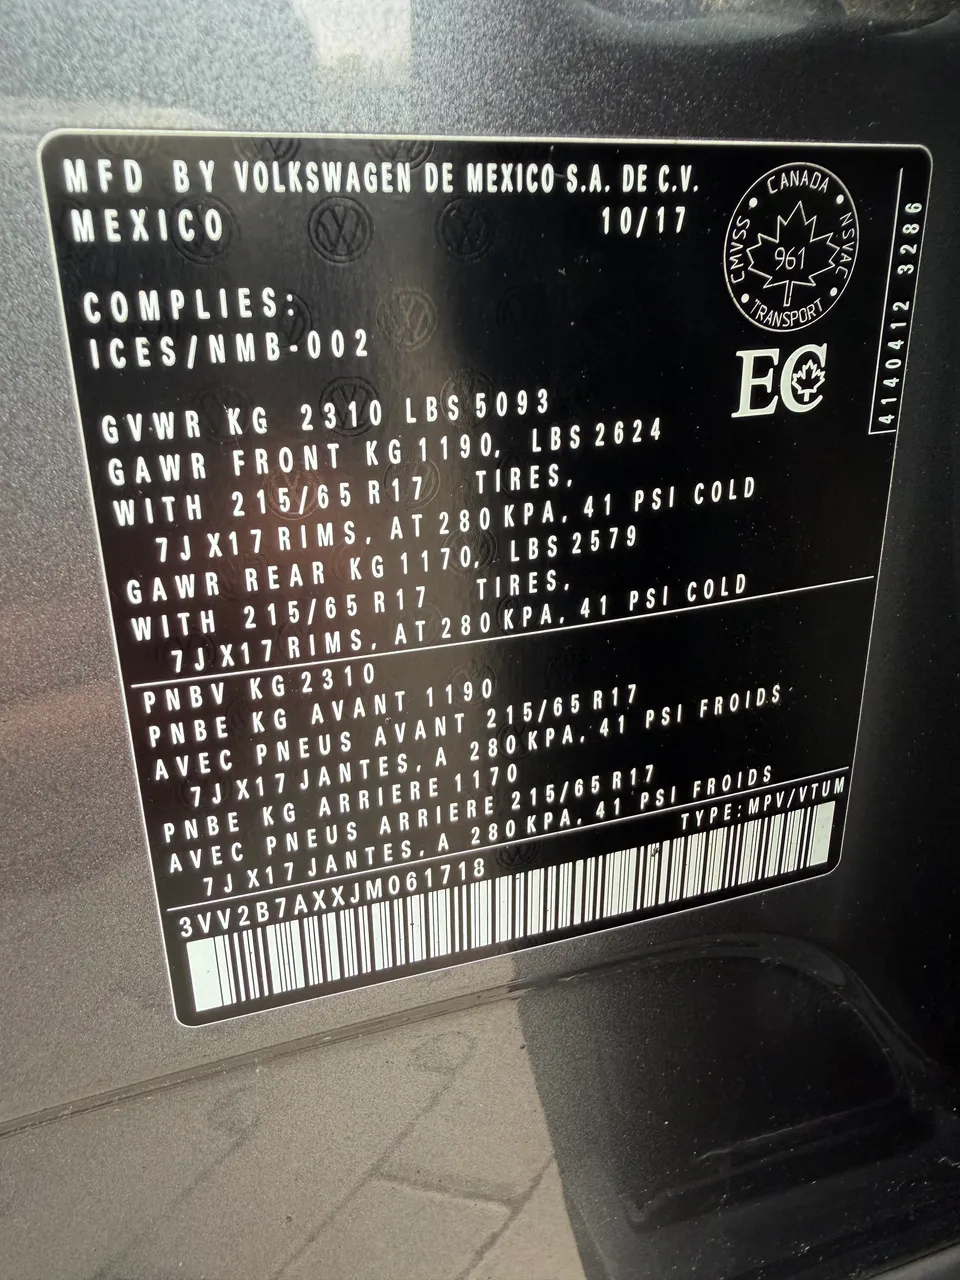 MFD BY VOLKSWAGEN DE MEXICO S.A. DE C.V.
MEXICO 10/17
CANADA
CMVSS
NSVAC
961
TRANSPORT
EC
4140412 3286
COMPLIES:
ICES/NMB-002
GVWR KG 2310 LBS 5093
GAWR FRONT KG 1190, LBS 2624
WITH 215/65 R17 TIRES,
7J X17 RIMS, AT 280 KPA, 41 PSI COLD
GAWR REAR KG 1170, LBS 2579
WITH 215/65 R17 TIRES,
7J X17 RIMS, AT 280 KPA, 41 PSI COLD
PNBV KG 2310
PNBE KG AVANT 1190
AVEC PNEUS AVANT 215/65 R17
7J X17 JANTES, A 280 KPA, 41 PSI FROIDS
PNBE KG ARRIERE 1170
AVEC PNEUS ARRIERE 215/65 R17
7J X17 JANTES, A 280 KPA, 41 PSI FROIDS
3VV2B7AXXJM061718 TYPE:MPV/VTUM